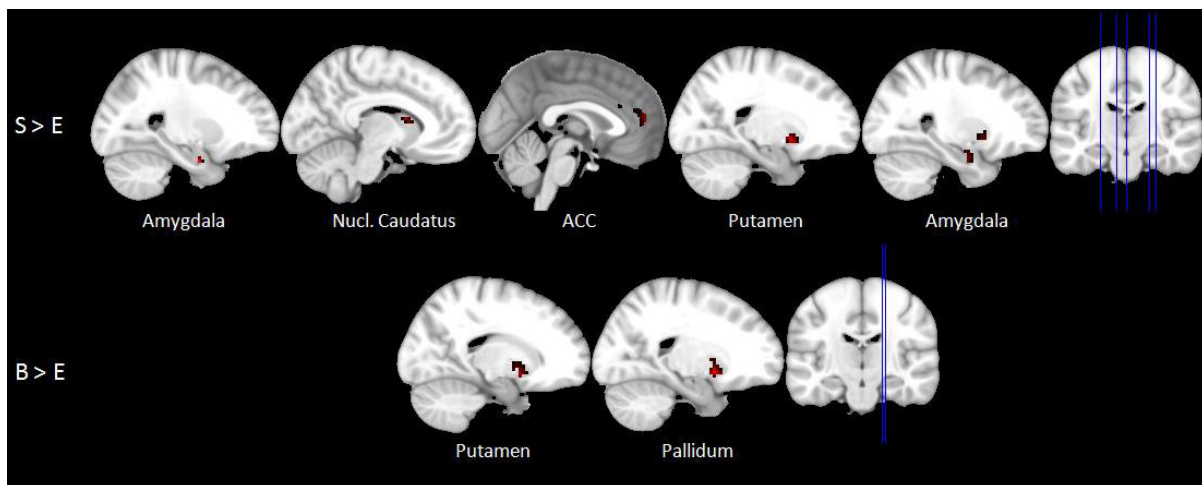 S > E
Amygdala
Nucl. Caudatus
ACC
Putamen
Amygdala
B > E
Putamen
Pallidum